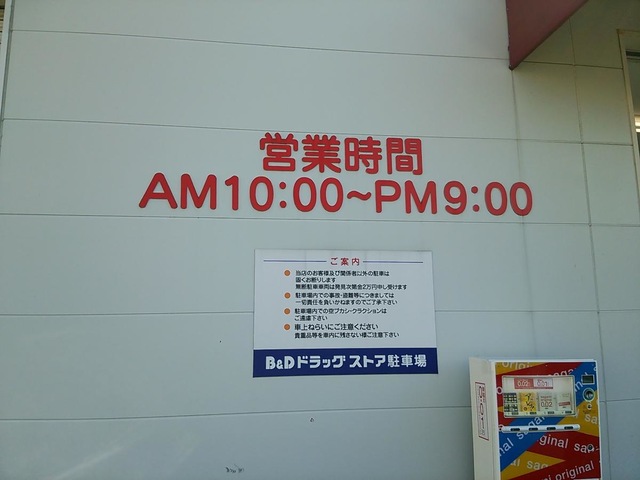 営業時間
AM10:00~PM9:00
ご案内
当店のお客様及び関係者以外の駐車は
固くお断りします
無断駐車車両は発見次第金2万円申し受けます
駐車場内での事故・盗難等につきましては
一切責任を負いかねますのでご了承下さい
駐車場内での空ブカシ・クラクションは
ご遠慮下さい
車上ねらいにご注意ください
貴重品等を車内に残さない様ご注意下さい
B&Dドラッグストア駐車場
0.02
original
sagami
ginal
original